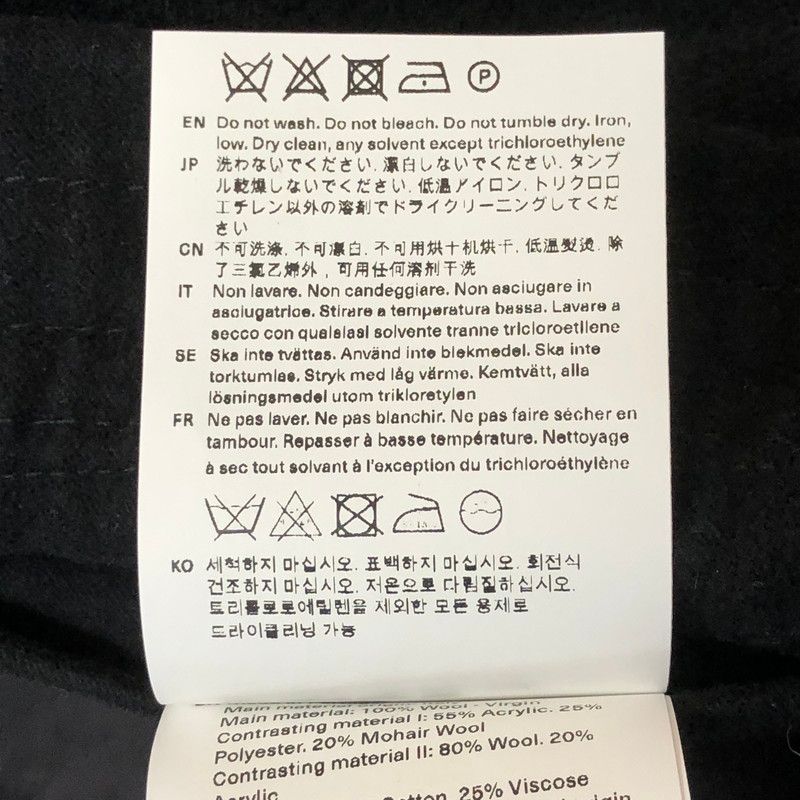 P
EN Do not wash. Do not bleach. Do not tumble dry. Iron,
low. Dry clean, any solvent except trichloroethylene
JP 洗わないでください. 漂白しないでください. タンブ
ル乾燥しないでください. 低温アイロン. トリクロロ
エチレン以外の溶剤でドライクリーニングしてくだ
さい
CN 不可洗涤. 不可漂白. 不可用烘干机烘干. 低温熨烫. 除
了三氯乙烯外，可用任何溶剂干洗
IT Non lavare. Non candeggiare. Non asciugare in
asciugatrice. Stirare a temperatura bassa. Lavare a
secco con qualsiasi solvente tranne tricloroetilene
SE Ska inte tvättas. Använd inte blekmedel. Ska inte
torktumlas. Stryk med låg värme. Kemtvätt, alla
lösningsmedel utom trikloretylen
FR Ne pas laver. Ne pas blanchir. Ne pas faire sécher en
tambour. Repasser à basse température. Nettoyage
à sec tout solvant à l'exception du trichloroéthylène
KO 세척하지 마십시오. 표백하지 마십시오. 회전식
건조하지 마십시오. 저온으로 다림질하십시오.
트리클로로에틸렌을 제외한 모든 용제로
드라이클리닝 가능
Main material
Main material: 100% Wool - Virgin
Contrasting material I: 55% Acrylic. 25%
Polyester. 20% Mohair Wool
Contrasting material II: 80% Wool. 20%
Acrylic
Cotton. 25% Viscose